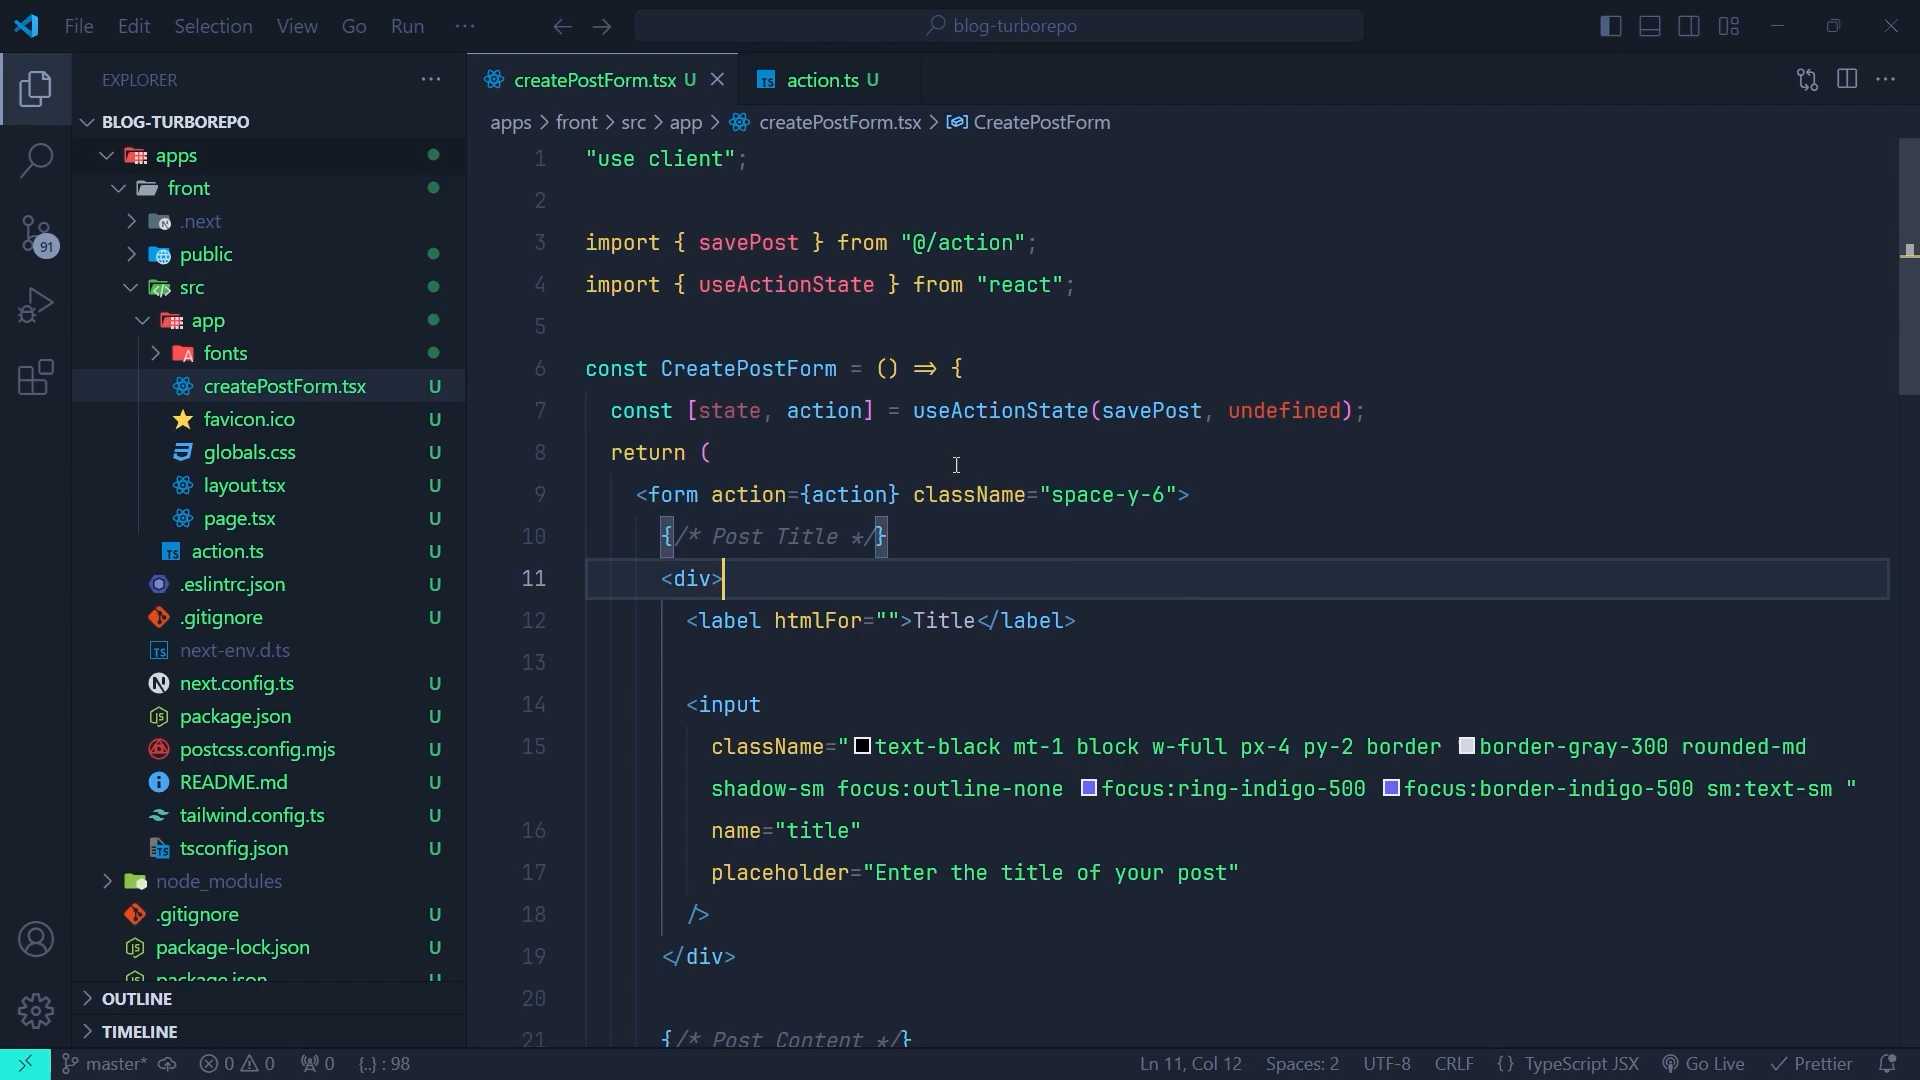 File Edit Selection View Go Run ···
blog-turborepo
EXPLORER
BLOG-TURBOREPO
apps
front
.next
public
src
app
fonts
createPostForm.tsx U
favicon.ico U
globals.css U
layout.tsx U
page.tsx U
action.ts U
.eslintrc.json U
.gitignore U
next-env.d.ts
next.config.ts U
package.json U
postcss.config.mjs U
README.md U
tailwind.config.ts U
tsconfig.json U
node_modules
.gitignore U
package-lock.json U
package.json U
OUTLINE
TIMELINE
91
createPostForm.tsx U
action.ts U
apps > front > src > app > createPostForm.tsx > CreatePostForm
1 "use client";
2
3 import { savePost } from "@/action";
4 import { useActionState } from "react";
5
6 const CreatePostForm = () => {
7 const [state, action] = useActionState(savePost, undefined);
8 return (
9 <form action={action} className="space-y-6">
10 {/* Post Title */}
11 <div>
12 <label htmlFor="">Title</label>
13
14 <input
15 className="text-black mt-1 block w-full px-4 py-2 border border-gray-300 rounded-md
shadow-sm focus:outline-none focus:ring-indigo-500 focus:border-indigo-500 sm:text-sm "
16 name="title"
17 placeholder="Enter the title of your post"
18 />
19 </div>
20
21 {/* Post Content */}
master* 0 0 0 {..} : 98
Ln 11, Col 12 Spaces: 2 UTF-8 CRLF {} TypeScript JSX Go Live Prettier